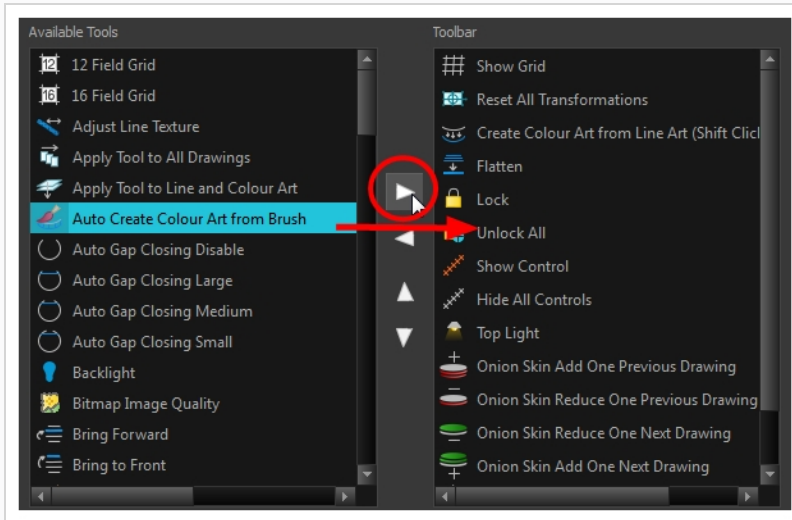 Available Tools
12 12 Field Grid
16 16 Field Grid
Adjust Line Texture
Apply Tool to All Drawings
Apply Tool to Line and Colour Art
Auto Create Colour Art from Brush
Auto Gap Closing Disable
Auto Gap Closing Large
Auto Gap Closing Medium
Auto Gap Closing Small
Backlight
Bitmap Image Quality
Bring Forward
Bring to Front
Toolbar
Show Grid
Reset All Transformations
Create Colour Art from Line Art (Shift Clicl
Flatten
Lock
Unlock All
Show Control
Hide All Controls
Top Light
Onion Skin Add One Previous Drawing
Onion Skin Reduce One Previous Drawing
Onion Skin Reduce One Next Drawing
Onion Skin Add One Next Drawing